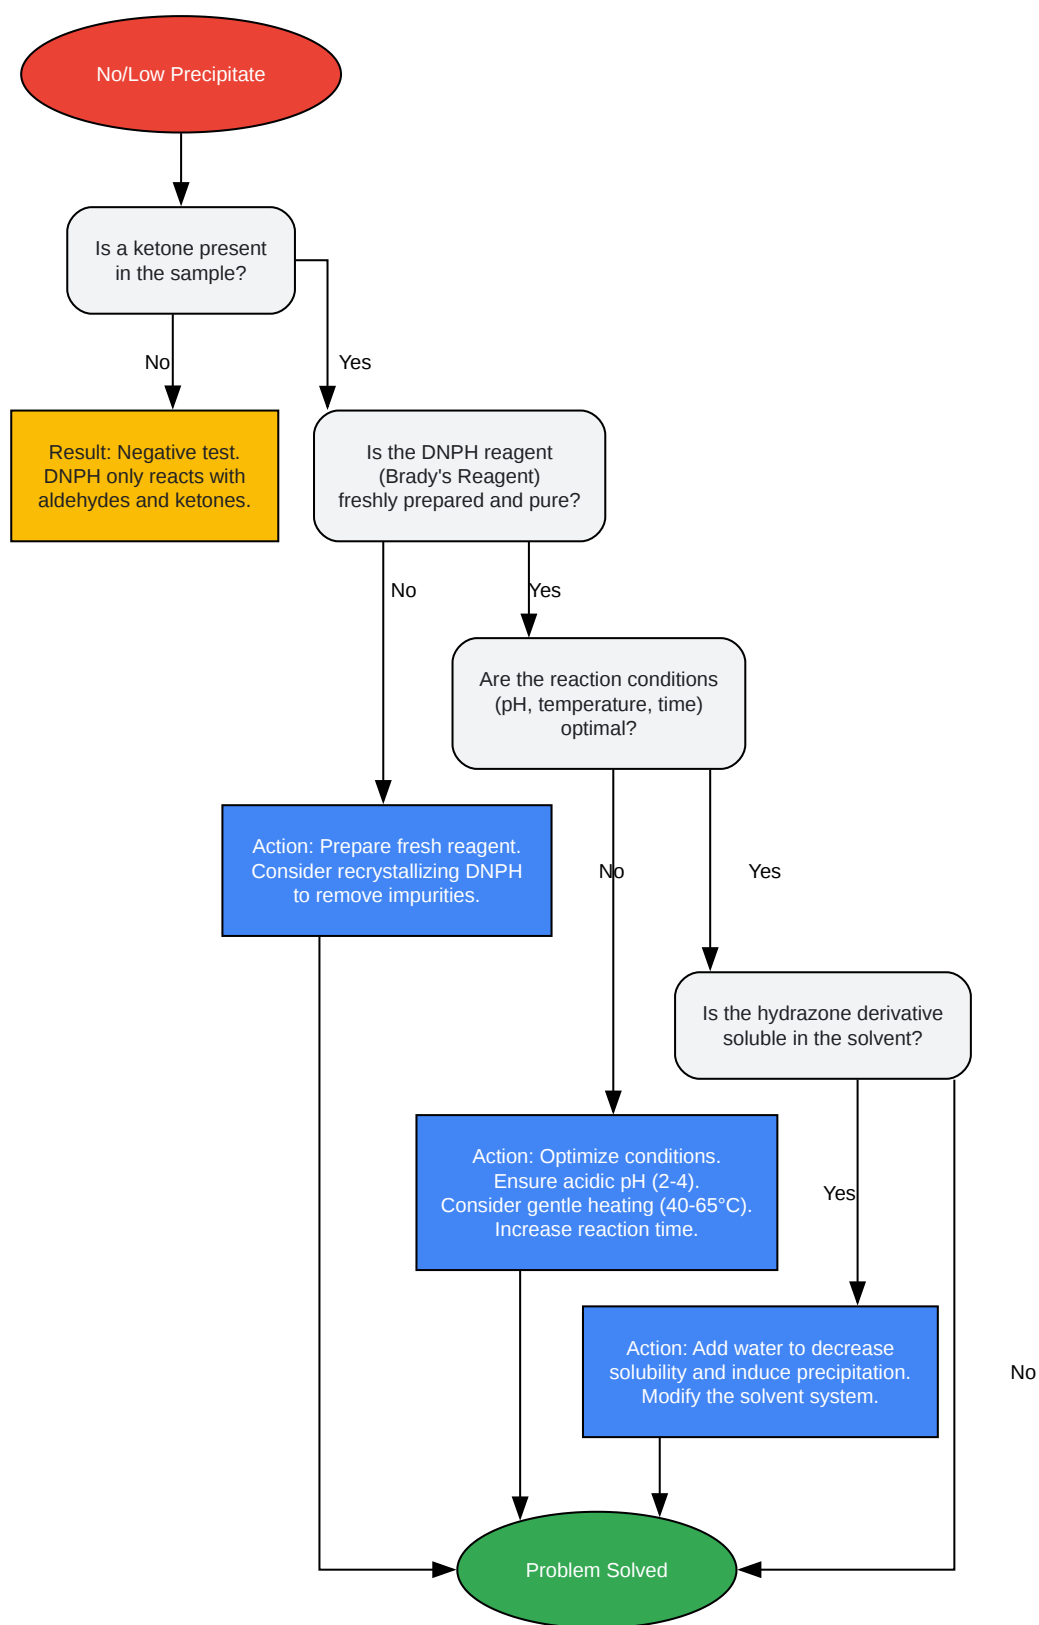 No/Low Precipitate
Is a ketone present
in the sample?
No
Yes
Result: Negative test.
DNPH only reacts with
aldehydes and ketones.
Is the DNPH reagent
(Brady's Reagent)
freshly prepared and pure?
No
Yes
Are the reaction conditions
(pH, temperature, time)
optimal?
Action: Prepare fresh reagent.
Consider recrystallizing DNPH
to remove impurities.
No
Yes
Is the hydrazone derivative
soluble in the solvent?
Action: Optimize conditions.
Ensure acidic pH (2-4).
Consider gentle heating (40-65°C).
Increase reaction time.
Yes
Action: Add water to decrease
solubility and induce precipitation.
Modify the solvent system.
No
Problem Solved